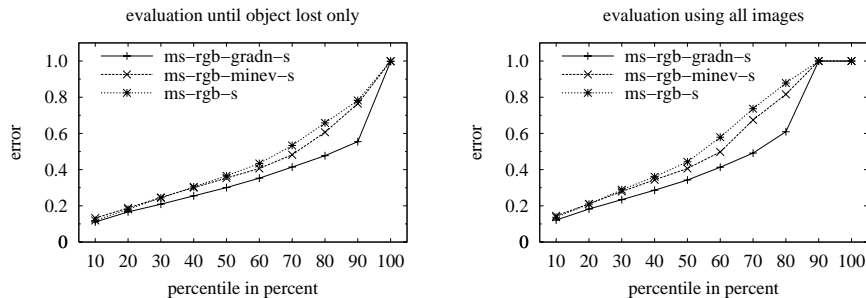 evaluation until object lost only
1.0
0.8
0.6
0.4
0.2
0
error
ms-rgb-gradn-s
ms-rgb-minev-s
ms-rgb-s
10 20 30 40 50 60 70 80 90 100
percentile in percent
evaluation using all images
1.0
0.8
0.6
0.4
0.2
0
error
ms-rgb-gradn-s
ms-rgb-minev-s
ms-rgb-s
10 20 30 40 50 60 70 80 90 100
percentile in percent